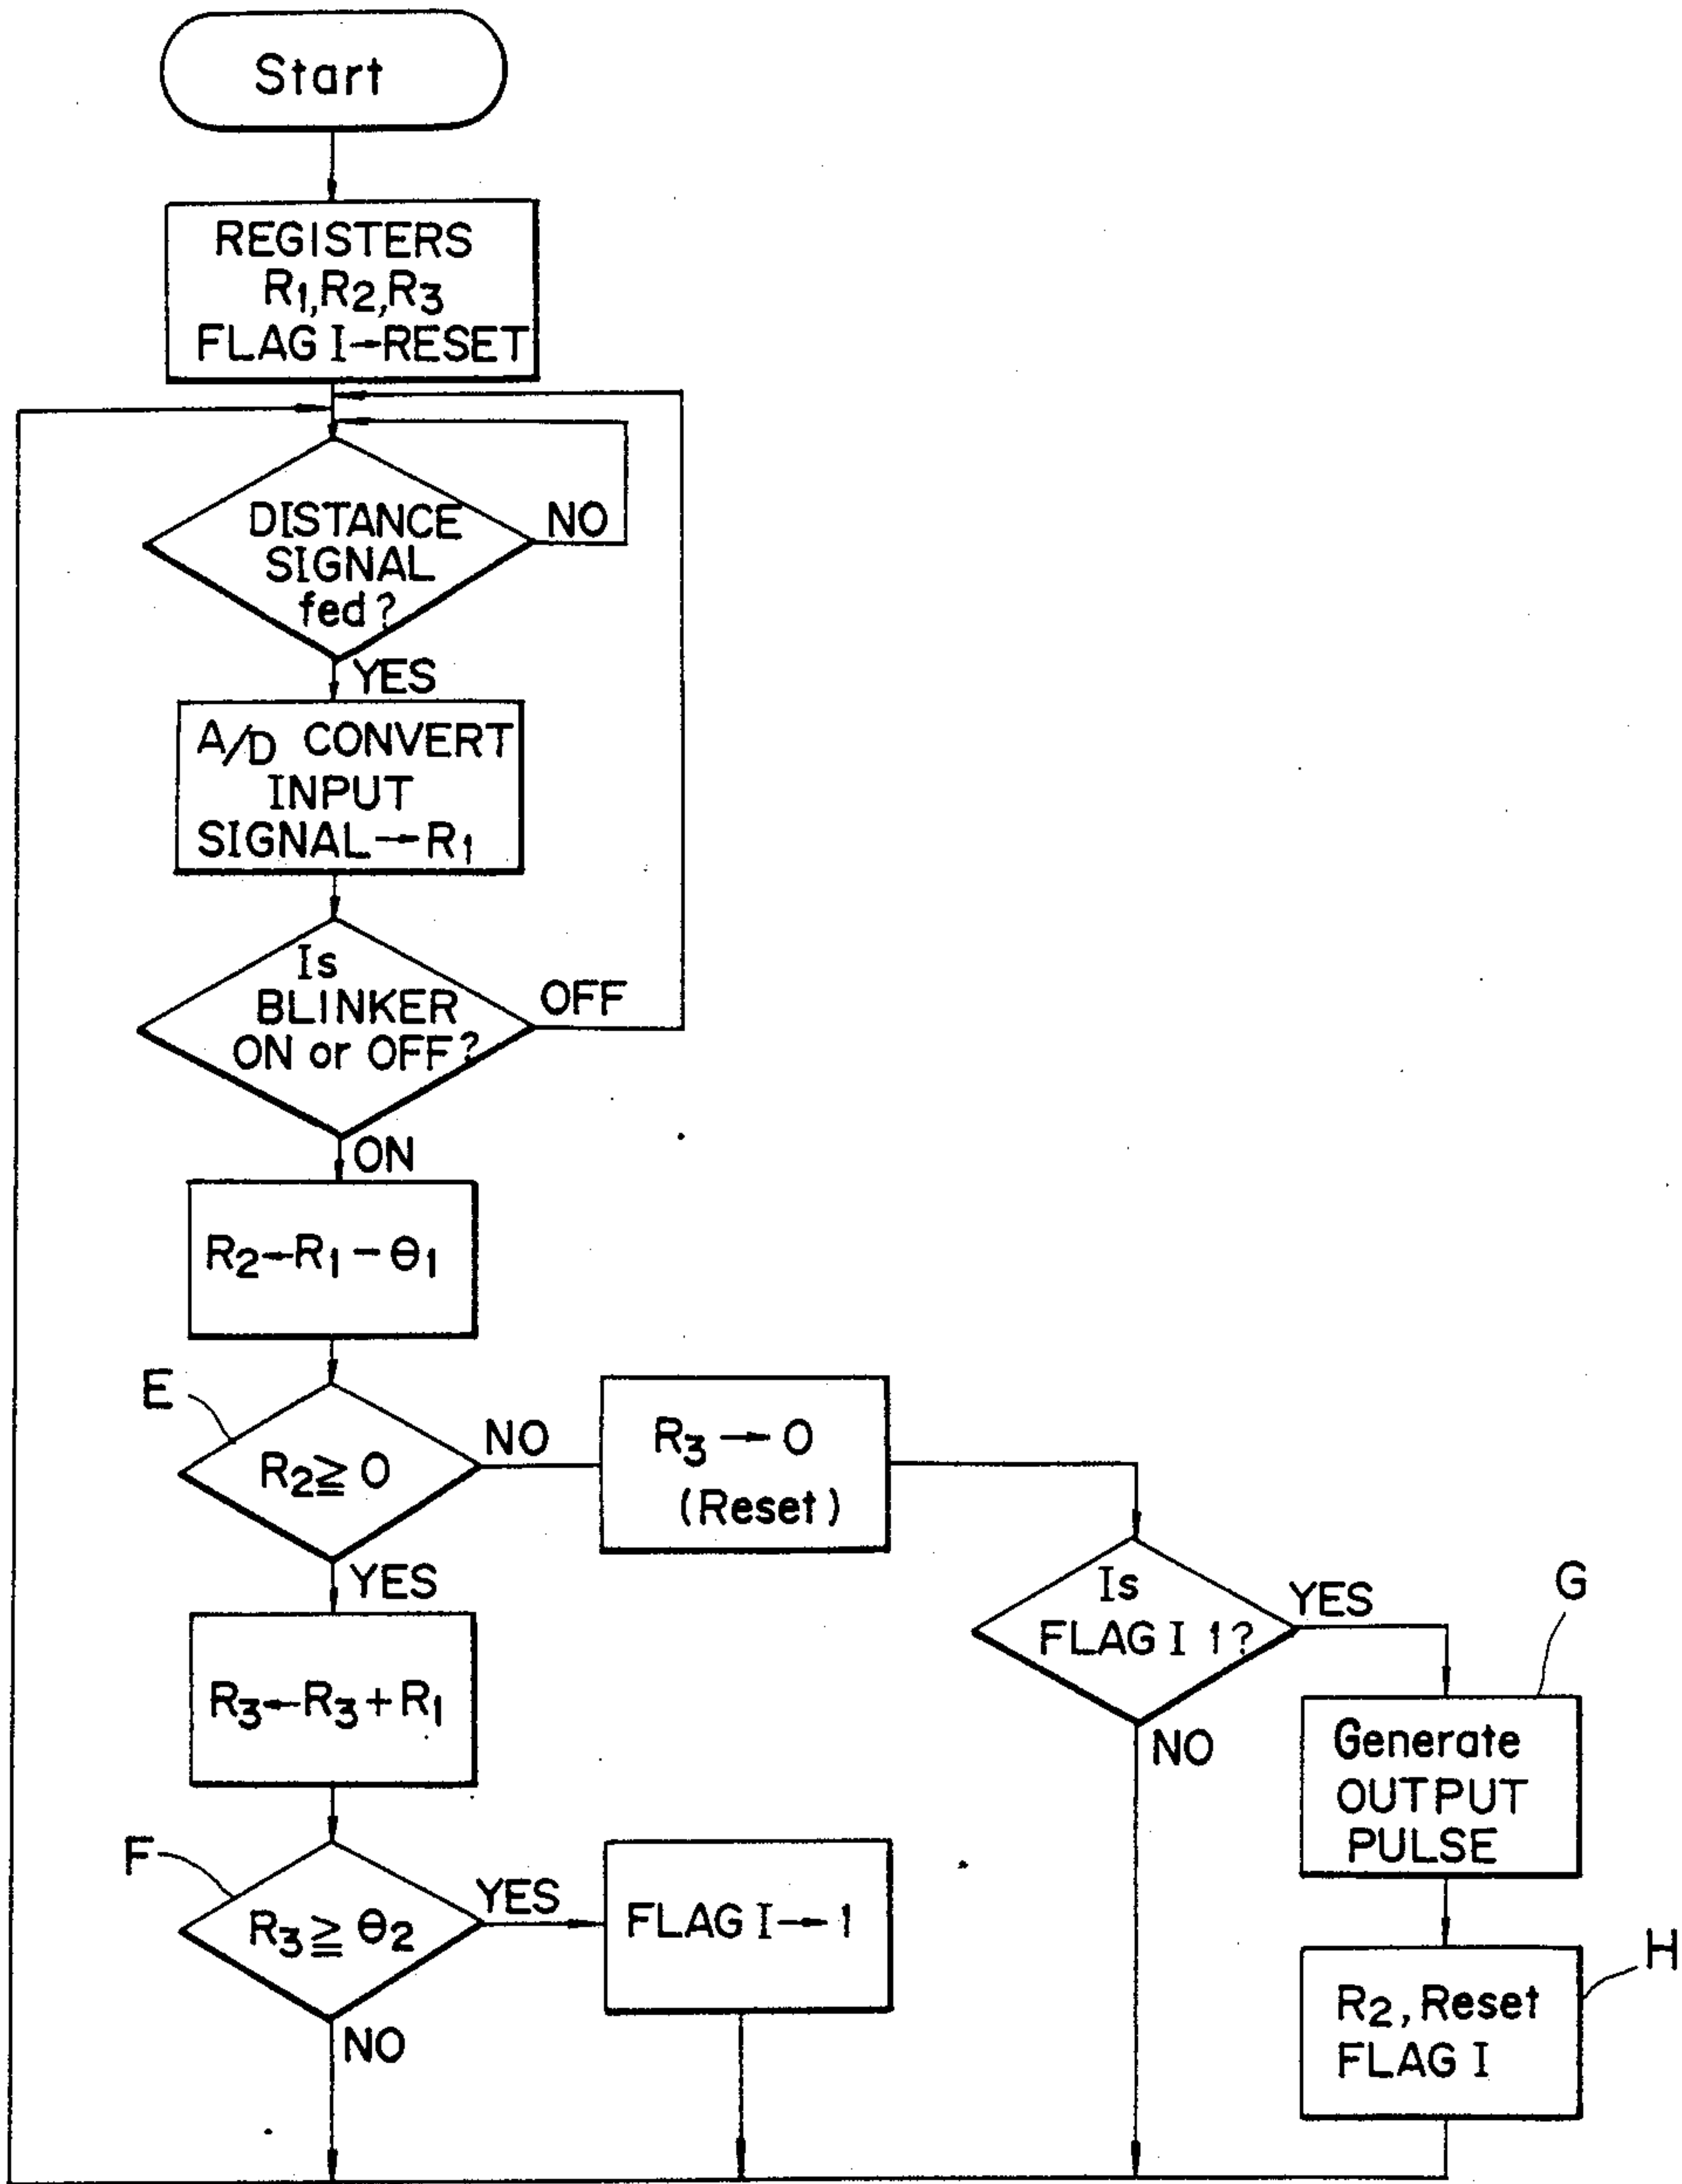 Start
REGISTERS
R1,R2,R3
FLAG I→RESET
DISTANCE
SIGNAL
fed?
NO
YES
A/D CONVERT
INPUT
SIGNAL→R1
Is
BLINKER
ON or OFF?
OFF
ON
R2←R1-θ1
E
R2≧0
NO
R3→0
(Reset)
YES
Is
FLAG I 1?
YES
G
NO
R3←R3+R1
Generate
OUTPUT
PULSE
F
R3≧θ2
YES
FLAG I→1
NO
H
R2, Reset
FLAG I